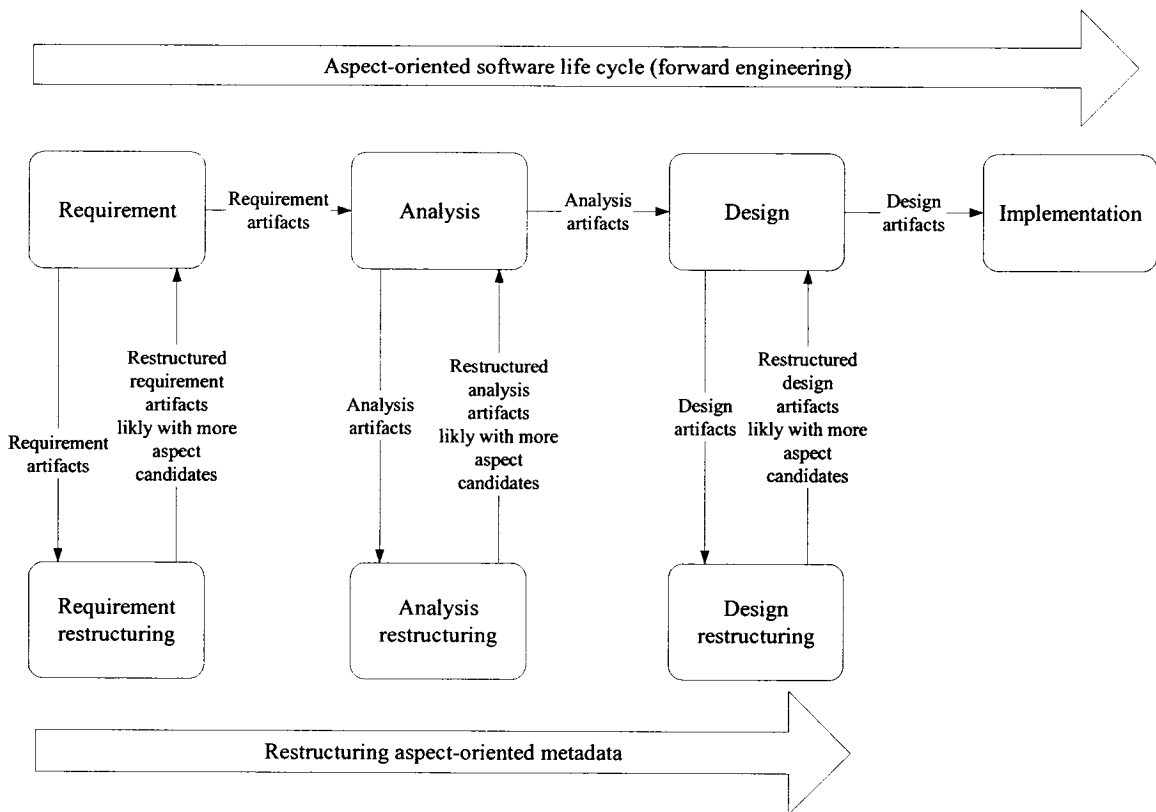 Aspect-oriented software life cycle (forward engineering)
Requirement
Requirement
artifacts
Analysis
Analysis
artifacts
Design
Design
artifacts
Implementation
Requirement
artifacts
Restructured
requirement
artifacts
likly with more
aspect
candidates
Analysis
artifacts
Restructured
analysis
artifacts
likly with more
aspect
candidates
Design
artifacts
Restructured
design
artifacts
likly with more
aspect
candidates
Requirement
restructuring
Analysis
restructuring
Design
restructuring
Restructuring aspect-oriented metadata